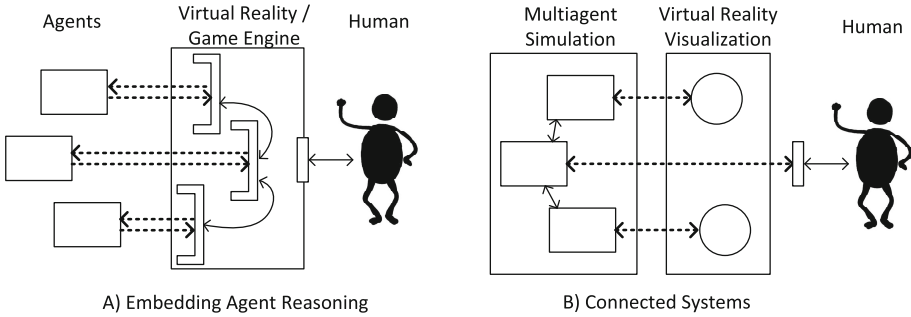 Agents
Virtual Reality /
Game Engine
Human
A) Embedding Agent Reasoning
Multiagent
Simulation
Virtual Reality
Visualization
Human
B) Connected Systems